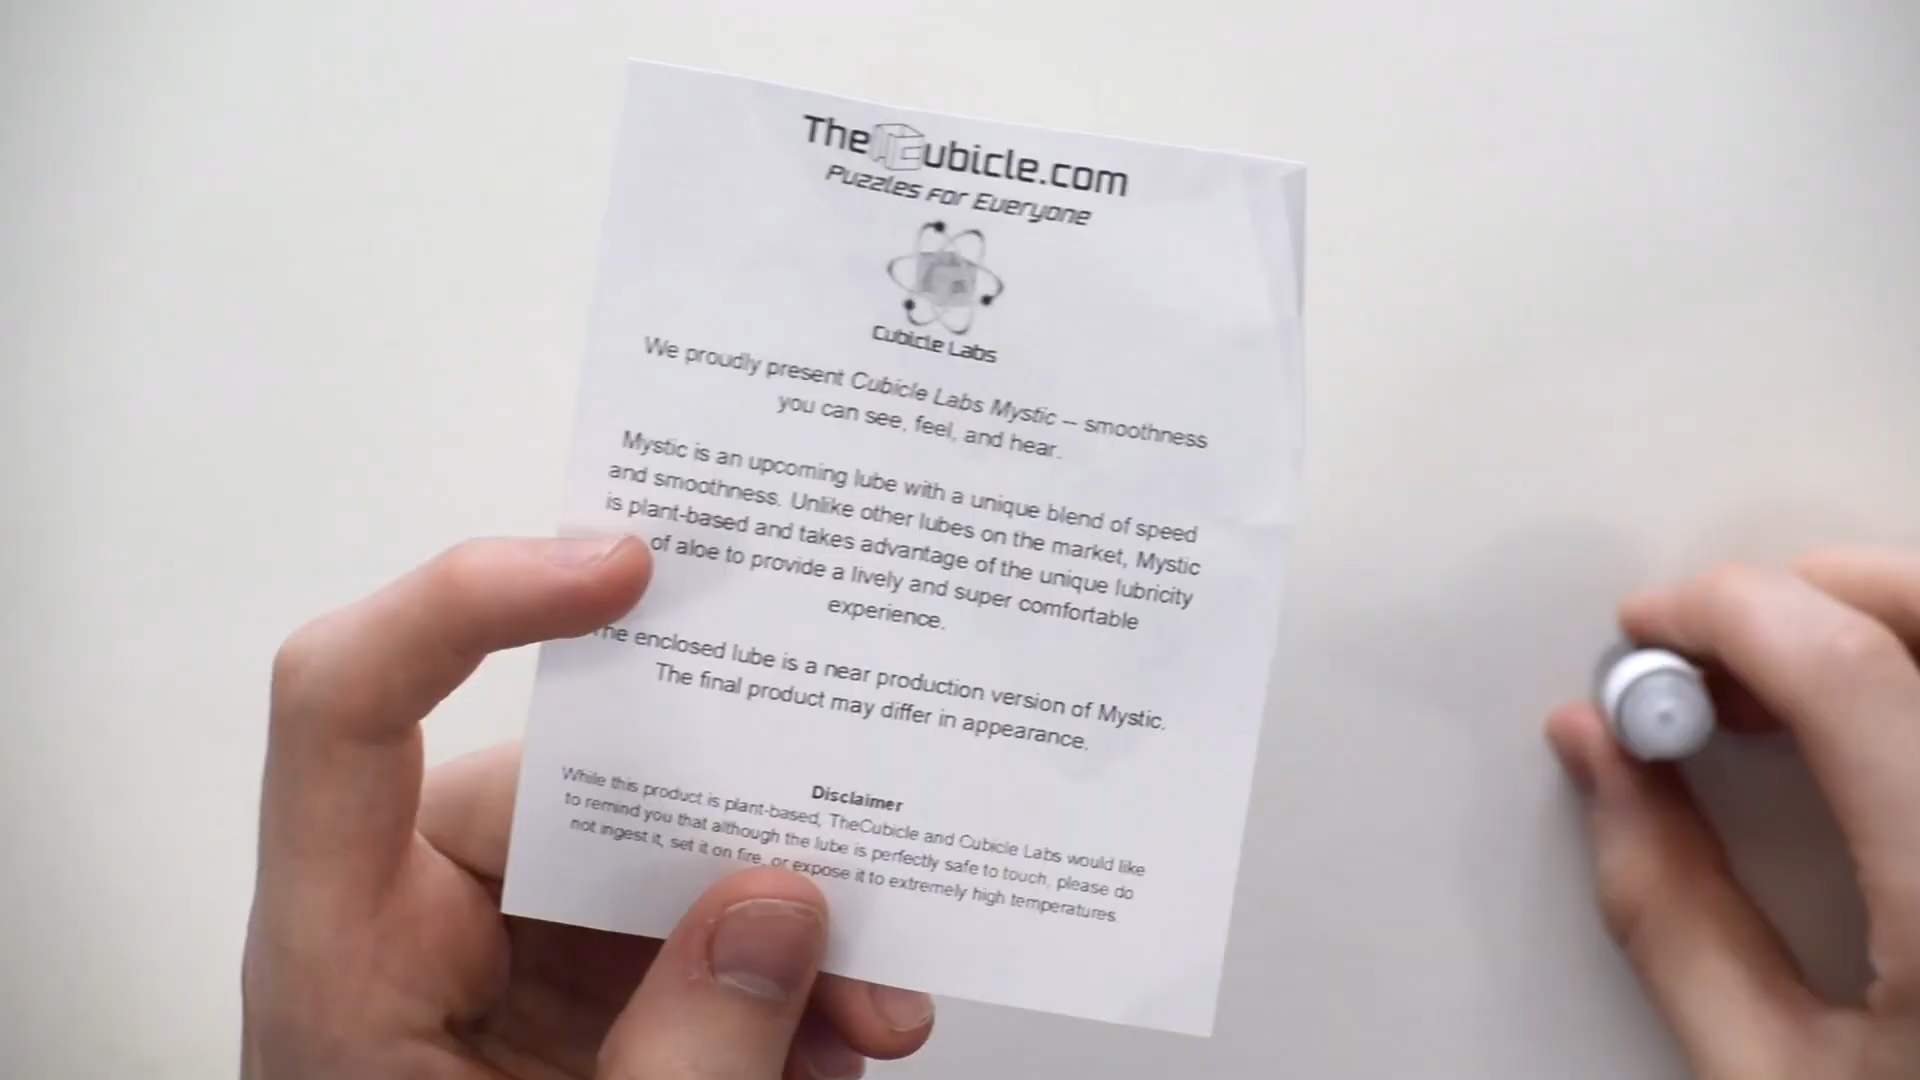 TheCubicle.com
Puzzles for Everyone
Cubicle Labs
We proudly present Cubicle Labs Mystic -- smoothness
you can see, feel, and hear.
Mystic is an upcoming lube with a unique blend of speed
and smoothness. Unlike other lubes on the market, Mystic
is plant-based and takes advantage of the unique lubricity
of aloe to provide a lively and super comfortable
experience.
The enclosed lube is a near production version of Mystic.
The final product may differ in appearance.
Disclaimer
While this product is plant-based, TheCubicle and Cubicle Labs would like
to remind you that although the lube is perfectly safe to touch, please do
not ingest it, set it on fire, or expose it to extremely high temperatures.